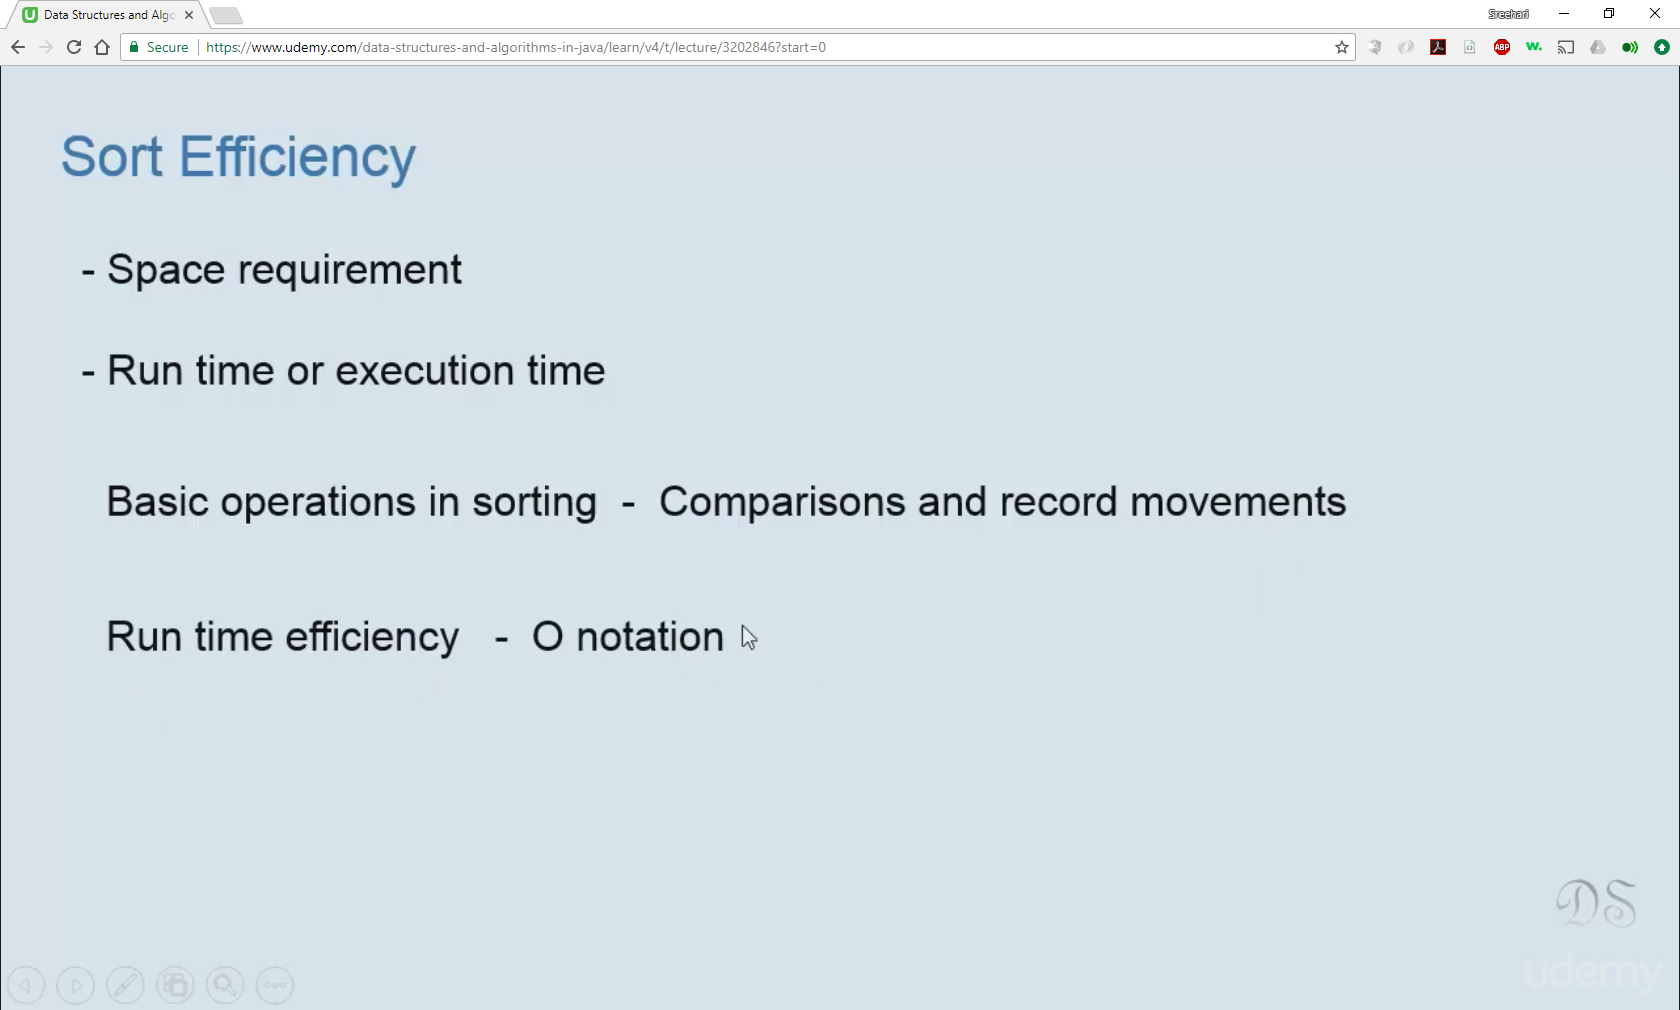 Data Structures and Algo
Sreehari
Secure
https://www.udemy.com/data-structures-and-algorithms-in-java/learn/v4/t/lecture/3202846?start=0
ABP
w.
Sort Efficiency
- Space requirement
- Run time or execution time
Basic operations in sorting - Comparisons and record movements
Run time efficiency - O notation
DS
udemy